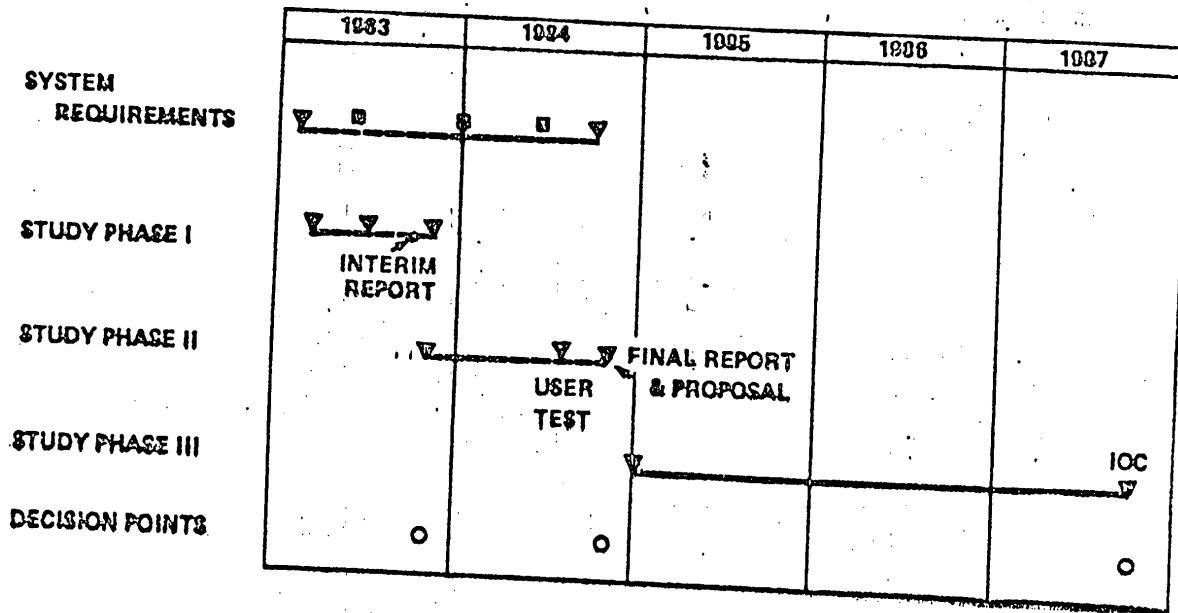 1983 1984 1985 1986 1987
SYSTEM
REQUIREMENTS
STUDY PHASE I
INTERIM
REPORT
STUDY PHASE II
FINAL REPORT
& PROPOSAL
USER
TEST
STUDY PHASE III
IOC
DECISION POINTS